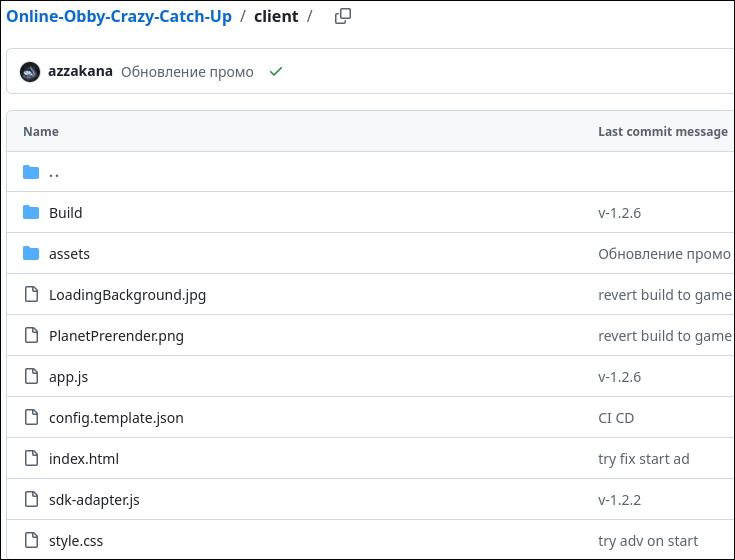 Online-Obby-Crazy-Catch-Up / client /
azzakana Обновление промо
Name Last commit message
..
Build v-1.2.6
assets Обновление промо
LoadingBackground.jpg revert build to game
PlanetPrerender.png revert build to game
app.js v-1.2.6
config.template.json CI CD
index.html try fix start ad
sdk-adapter.js v-1.2.2
style.css try adv on start